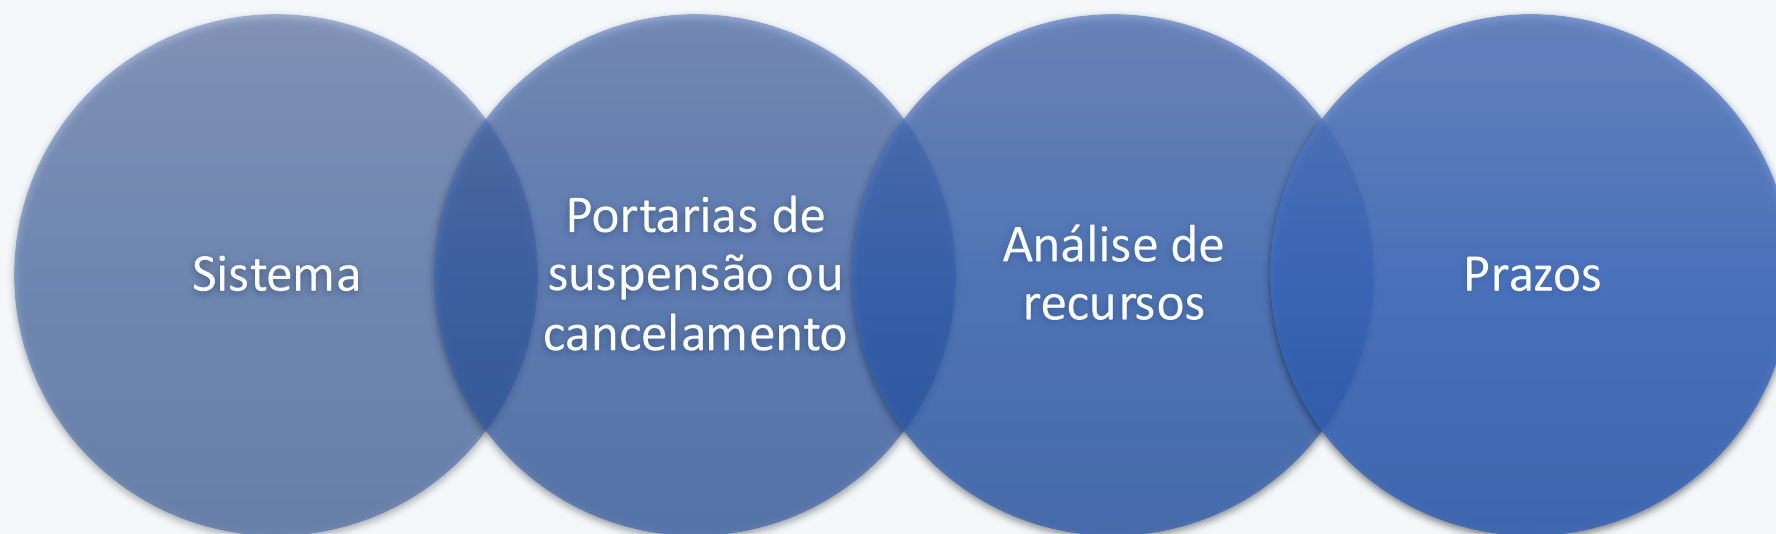 Sistema
Portarias de
suspensão ou
cancelamento
Análise de
recursos
Prazos